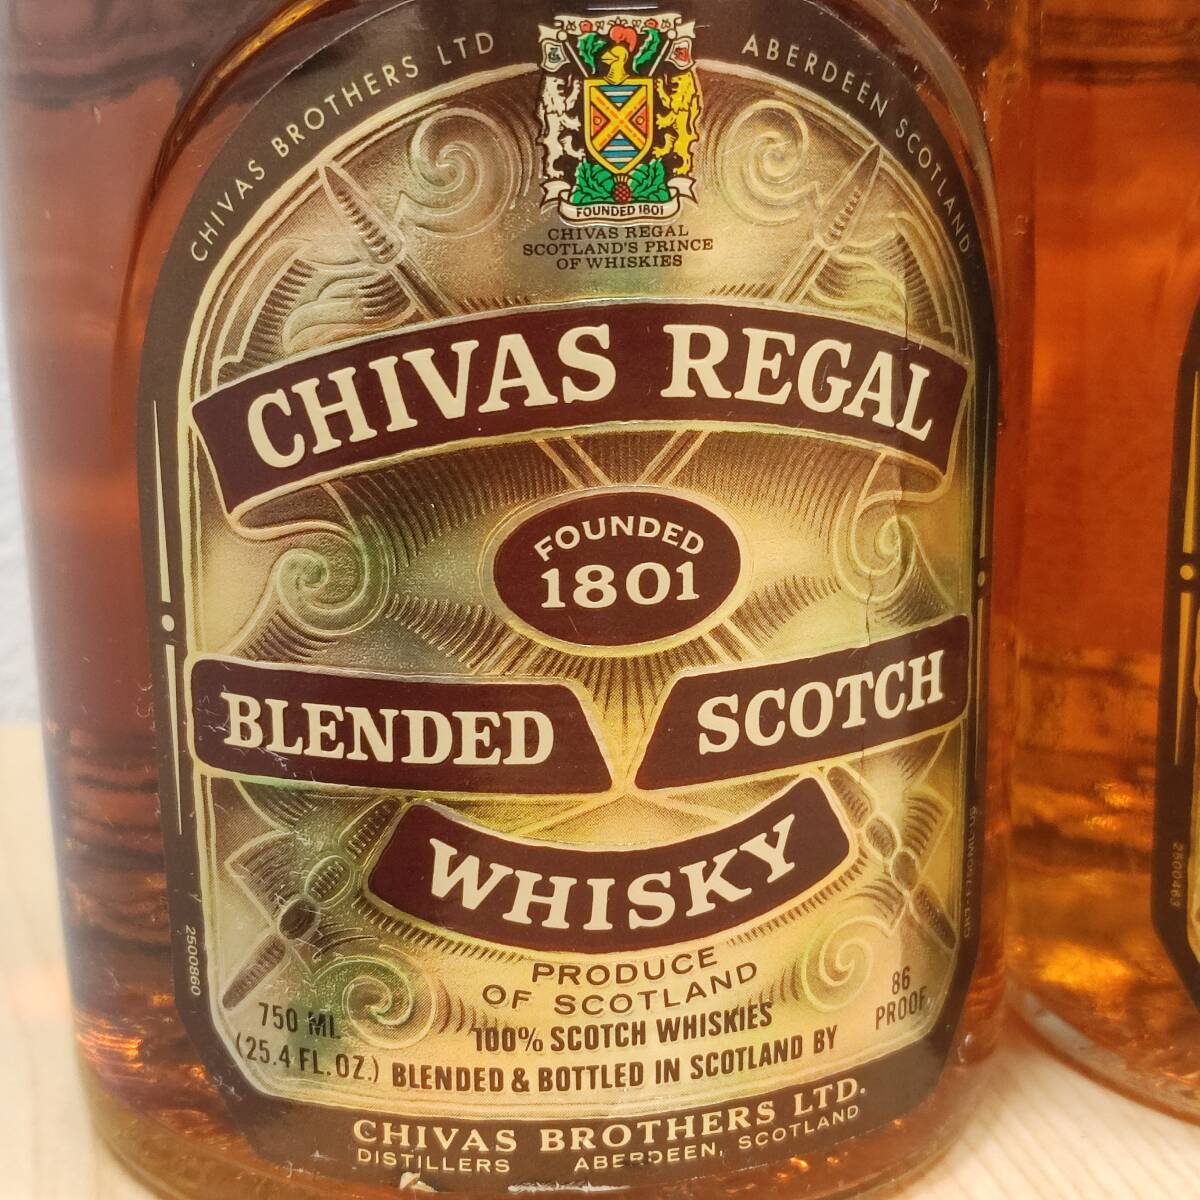 CHIVAS BROTHERS LTD
ABERDEEN SCOTLAND
FOUNDED 1801
CHIVAS REGAL
SCOTLAND'S PRINCE
OF WHISKIES
CHIVAS REGAL
FOUNDED
1801
BLENDED SCOTCH
WHISKY
PRODUCE
OF SCOTLAND
86
PROOF
750 ML
(25.4 FL. OZ.)
100% SCOTCH WHISKIES
BLENDED & BOTTLED IN SCOTLAND BY
CHIVAS BROTHERS LTD.
DISTILLERS ABERDEEN, SCOTLAND
2500860
2500463